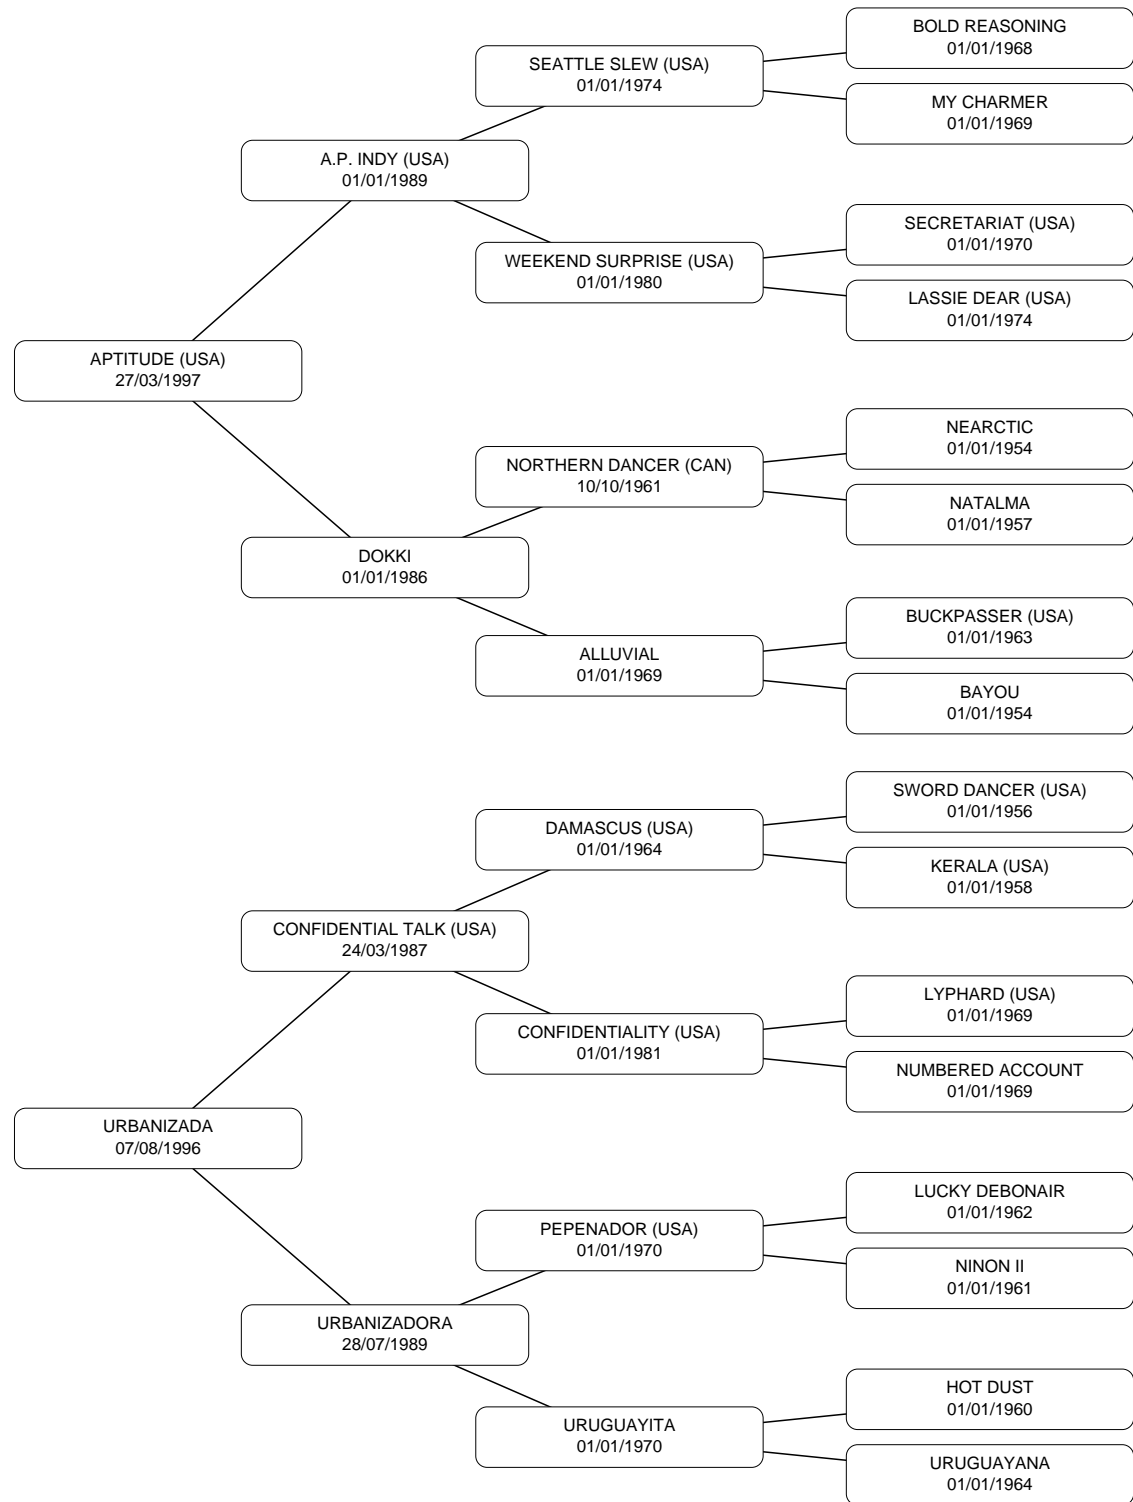 BOLD REASONING
01/01/1968
SEATTLE SLEW (USA)
01/01/1974
MY CHARMER
01/01/1969
A.P. INDY (USA)
01/01/1989
SECRETARIAT (USA)
01/01/1970
WEEKEND SURPRISE (USA)
01/01/1980
LASSIE DEAR (USA)
01/01/1974
APTITUDE (USA)
27/03/1997
NEARCTIC
01/01/1954
NORTHERN DANCER (CAN)
10/10/1961
NATALMA
01/01/1957
DOKKI
01/01/1986
BUCKPASSER (USA)
01/01/1963
ALLUVIAL
01/01/1969
BAYOU
01/01/1954
SWORD DANCER (USA)
01/01/1956
DAMASCUS (USA)
01/01/1964
KERALA (USA)
01/01/1958
CONFIDENTIAL TALK (USA)
24/03/1987
LYPHARD (USA)
01/01/1969
CONFIDENTIALITY (USA)
01/01/1981
NUMBERED ACCOUNT
01/01/1969
URBANIZADA
07/08/1996
LUCKY DEBONAIR
01/01/1962
PEPENADOR (USA)
01/01/1970
NINON II
01/01/1961
URBANIZADORA
28/07/1989
HOT DUST
01/01/1960
URUGUAYITA
01/01/1970
URUGUAYANA
01/01/1964